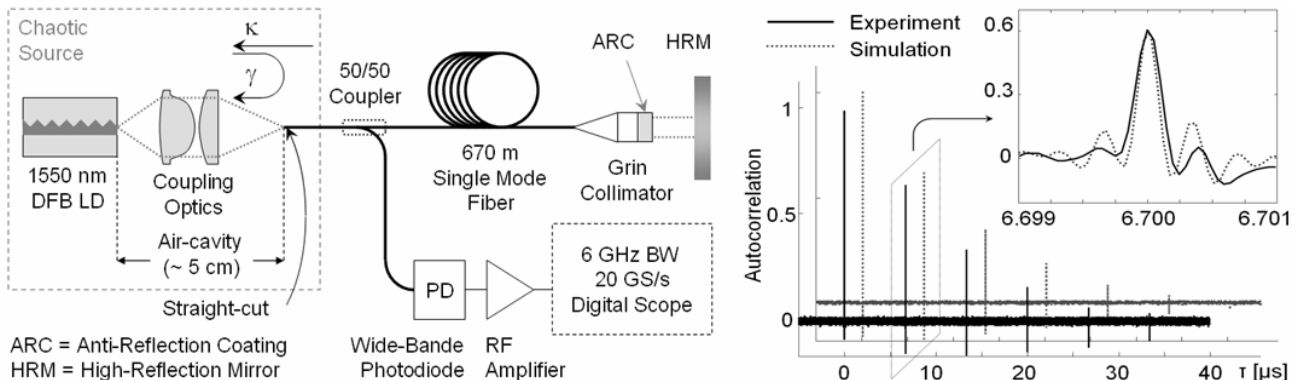 Chaotic
Source
κ
γ
1550 nm
DFB LD
Coupling
Optics
Air-cavity
(~ 5 cm)
Straight-cut
50/50
Coupler
670 m
Single Mode
Fiber
ARC
HRM
Grin
Collimator
PD
6 GHz BW
20 GS/s
Digital Scope
Wide-Bande
Photodiode
RF
Amplifier
ARC = Anti-Reflection Coating
HRM = High-Reflection Mirror
Experiment
Simulation
Autocorrelation
1
0.5
0
0 10 20 30 40 τ [µs]
0.6
0.3
0
6.699 6.700 6.701